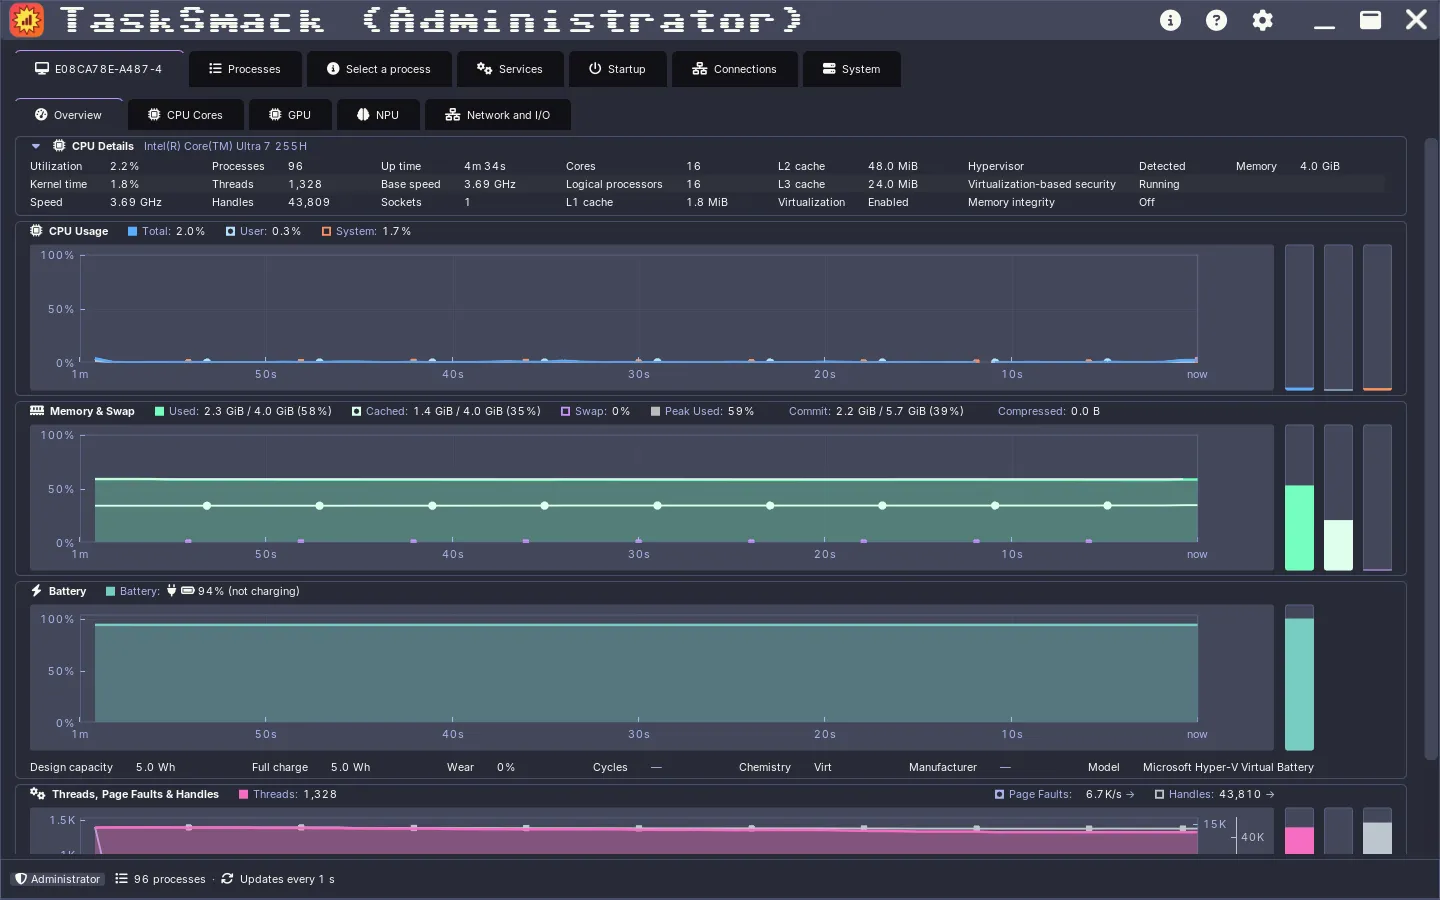 TaskSmack (Administrator)
E08CA78E-A487-4 Processes Select a process Services Startup Connections System
Overview CPU Cores GPU NPU Network and I/O
CPU Details Intel(R) Core(TM) Ultra 7 255H
Utilization 2.2% Processes 96 Up time 4m 34s Cores 16 L2 cache 48.0 MiB Hypervisor Detected Memory 4.0 GiB
Kernel time 1.8% Threads 1,328 Base speed 3.69 GHz Logical processors 16 L3 cache 24.0 MiB Virtualization-based security Running
Speed 3.69 GHz Handles 43,809 Sockets 1 L1 cache 1.8 MiB Virtualization Enabled Memory integrity Off
CPU Usage Total: 2.0% User: 0.3% System: 1.7%
100%
50%
0%
1m 50s 40s 30s 20s 10s now
Memory & Swap Used: 2.3 GiB / 4.0 GiB (58%) Cached: 1.4 GiB / 4.0 GiB (35%) Swap: 0% Peak Used: 59% Commit: 2.2 GiB / 5.7 GiB (39%) Compressed: 0.0 B
100%
50%
0%
1m 50s 40s 30s 20s 10s now
Battery Battery: 94% (not charging)
100%
50%
0%
1m 50s 40s 30s 20s 10s now
Design capacity 5.0 Wh Full charge 5.0 Wh Wear 0% Cycles — Chemistry Virt Manufacturer — Model Microsoft Hyper-V Virtual Battery
Threads, Page Faults & Handles Threads: 1,328 Page Faults: 6.7K/s → Handles: 43,810 →
1.5K 15K
40K
1K
Administrator 96 processes · Updates every 1 s